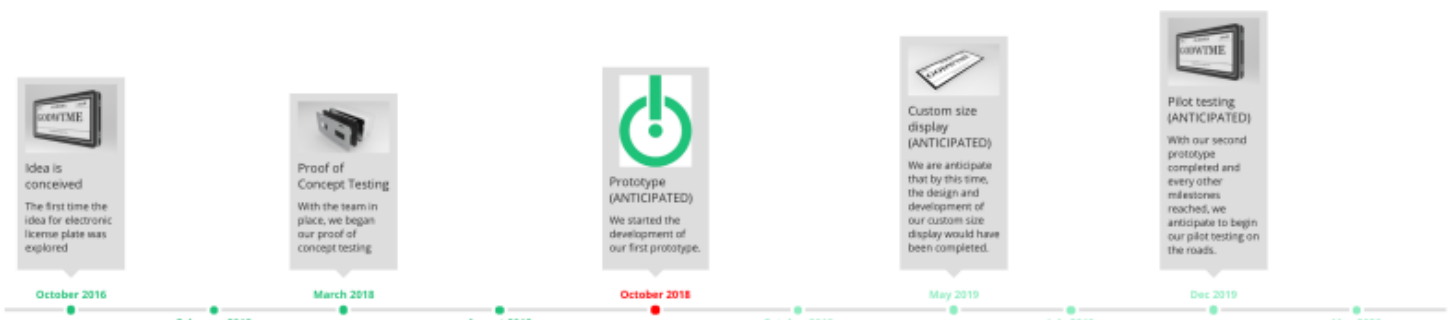 GODWTME
Idea is
conceived
The first time the
idea for electronic
license plate was
explored
October 2016
Proof of
Concept Testing
With the team in
place, we began
our proof of
concept testing
March 2018
Prototype
(ANTICIPATED)
We started the
development of
our first prototype.
October 2018
Custom size
display
(ANTICIPATED)
We are anticipate
that by this time,
the design and
development of
our custom size
display would have
been completed.
May 2019
GODWTME
Pilot testing
(ANTICIPATED)
With our second
prototype
completed and
every other
milestones
reached, we
anticipate to begin
our pilot testing on
the roads.
Dec 2019